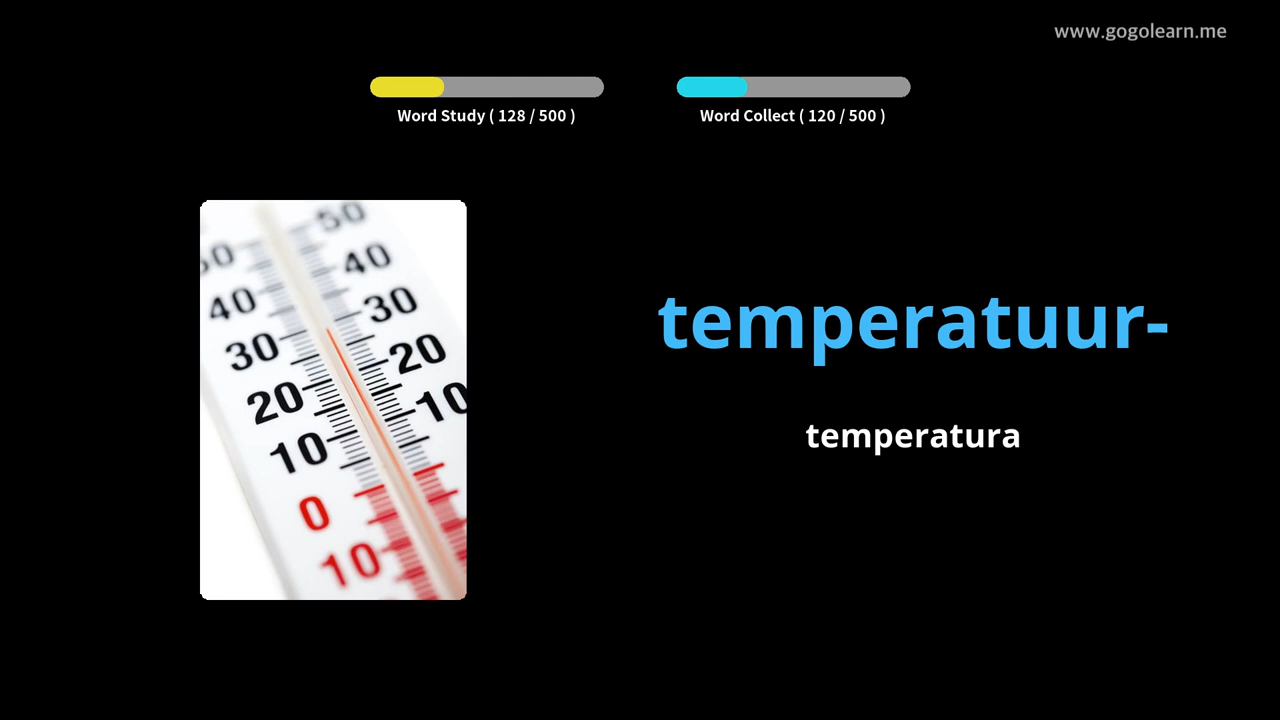 www.gogolearn.me
Word Study ( 128 / 500 )
Word Collect ( 120 / 500 )
50
40
40
30
30
20
20
10
10
0
10
temperatuur-
temperatura